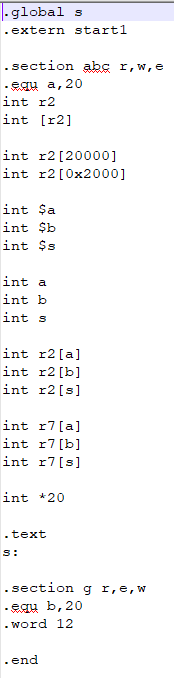 .global s
.extern start1
.section abc r,w,e
.equ a,20
int r2
int [r2]
int r2[20000]
int r2[0x2000]
int $a
int $b
int $s
int a
int b
int s
int r2[a]
int r2[b]
int r2[s]
int r7[a]
int r7[b]
int r7[s]
int *20
.text
s:
.section g r,e,w
.equ b,20
.word 12
.end